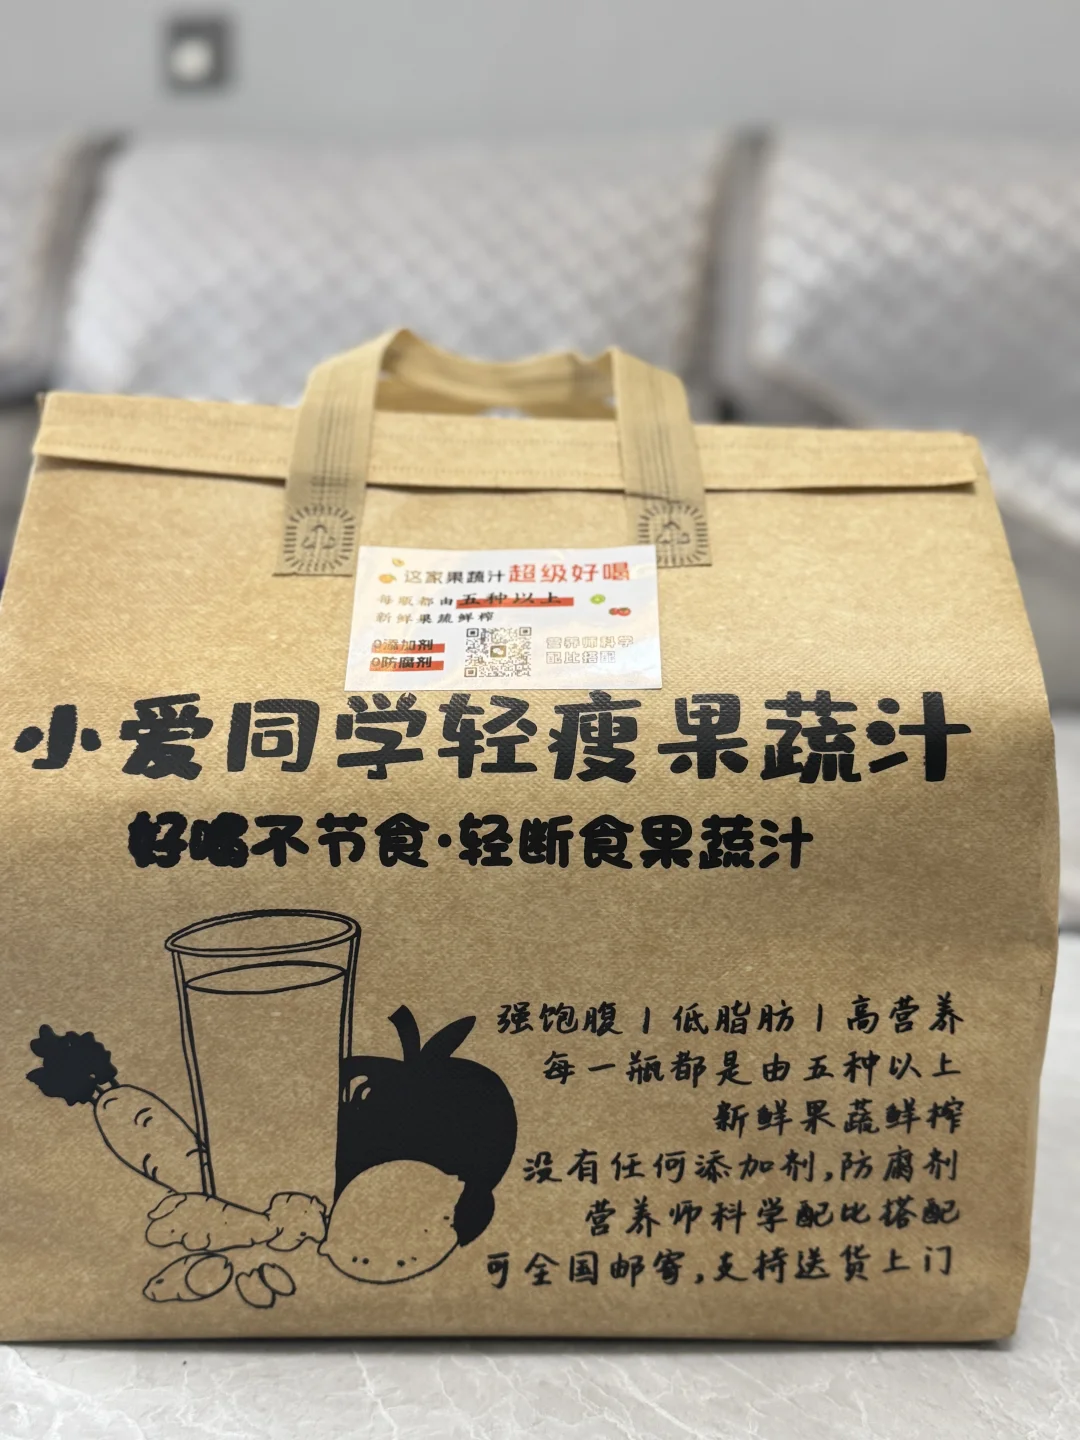 这家果蔬汁超级好喝
每瓶都由五种以上
新鲜果蔬鲜榨
0添加剂
0防腐剂
营养师科学
配比搭配
小爱同学轻瘦果蔬汁
好喝不节食·轻断食果蔬汁
强饱腹|低脂肪|高营养
每一瓶都是由五种以上
新鲜果蔬鲜榨
没有任何添加剂,防腐剂
营养师科学配比搭配
可全国邮寄,支持送货上门